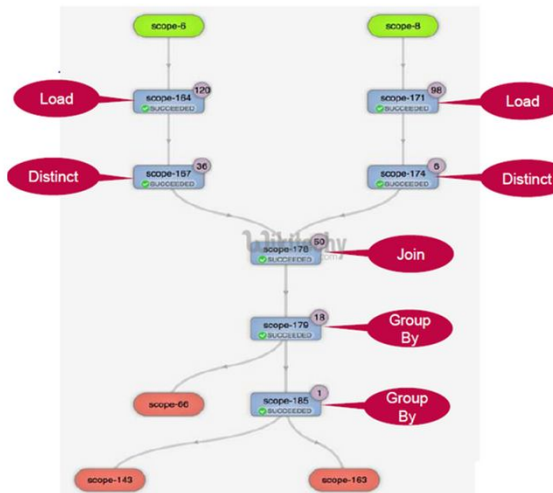 scope-6
scope-8
Load
scope-164
120
SUCCEEDED
scope-171
98
SUCCEEDED
Load
Distinct
scope-167
36
SUCCEEDED
scope-174
6
SUCCEEDED
Distinct
scope-178
50
SUCCEEDED
Join
scope-179
18
SUCCEEDED
Group
By
scope-66
scope-185
1
SUCCEEDED
Group
By
scope-143
scope-163